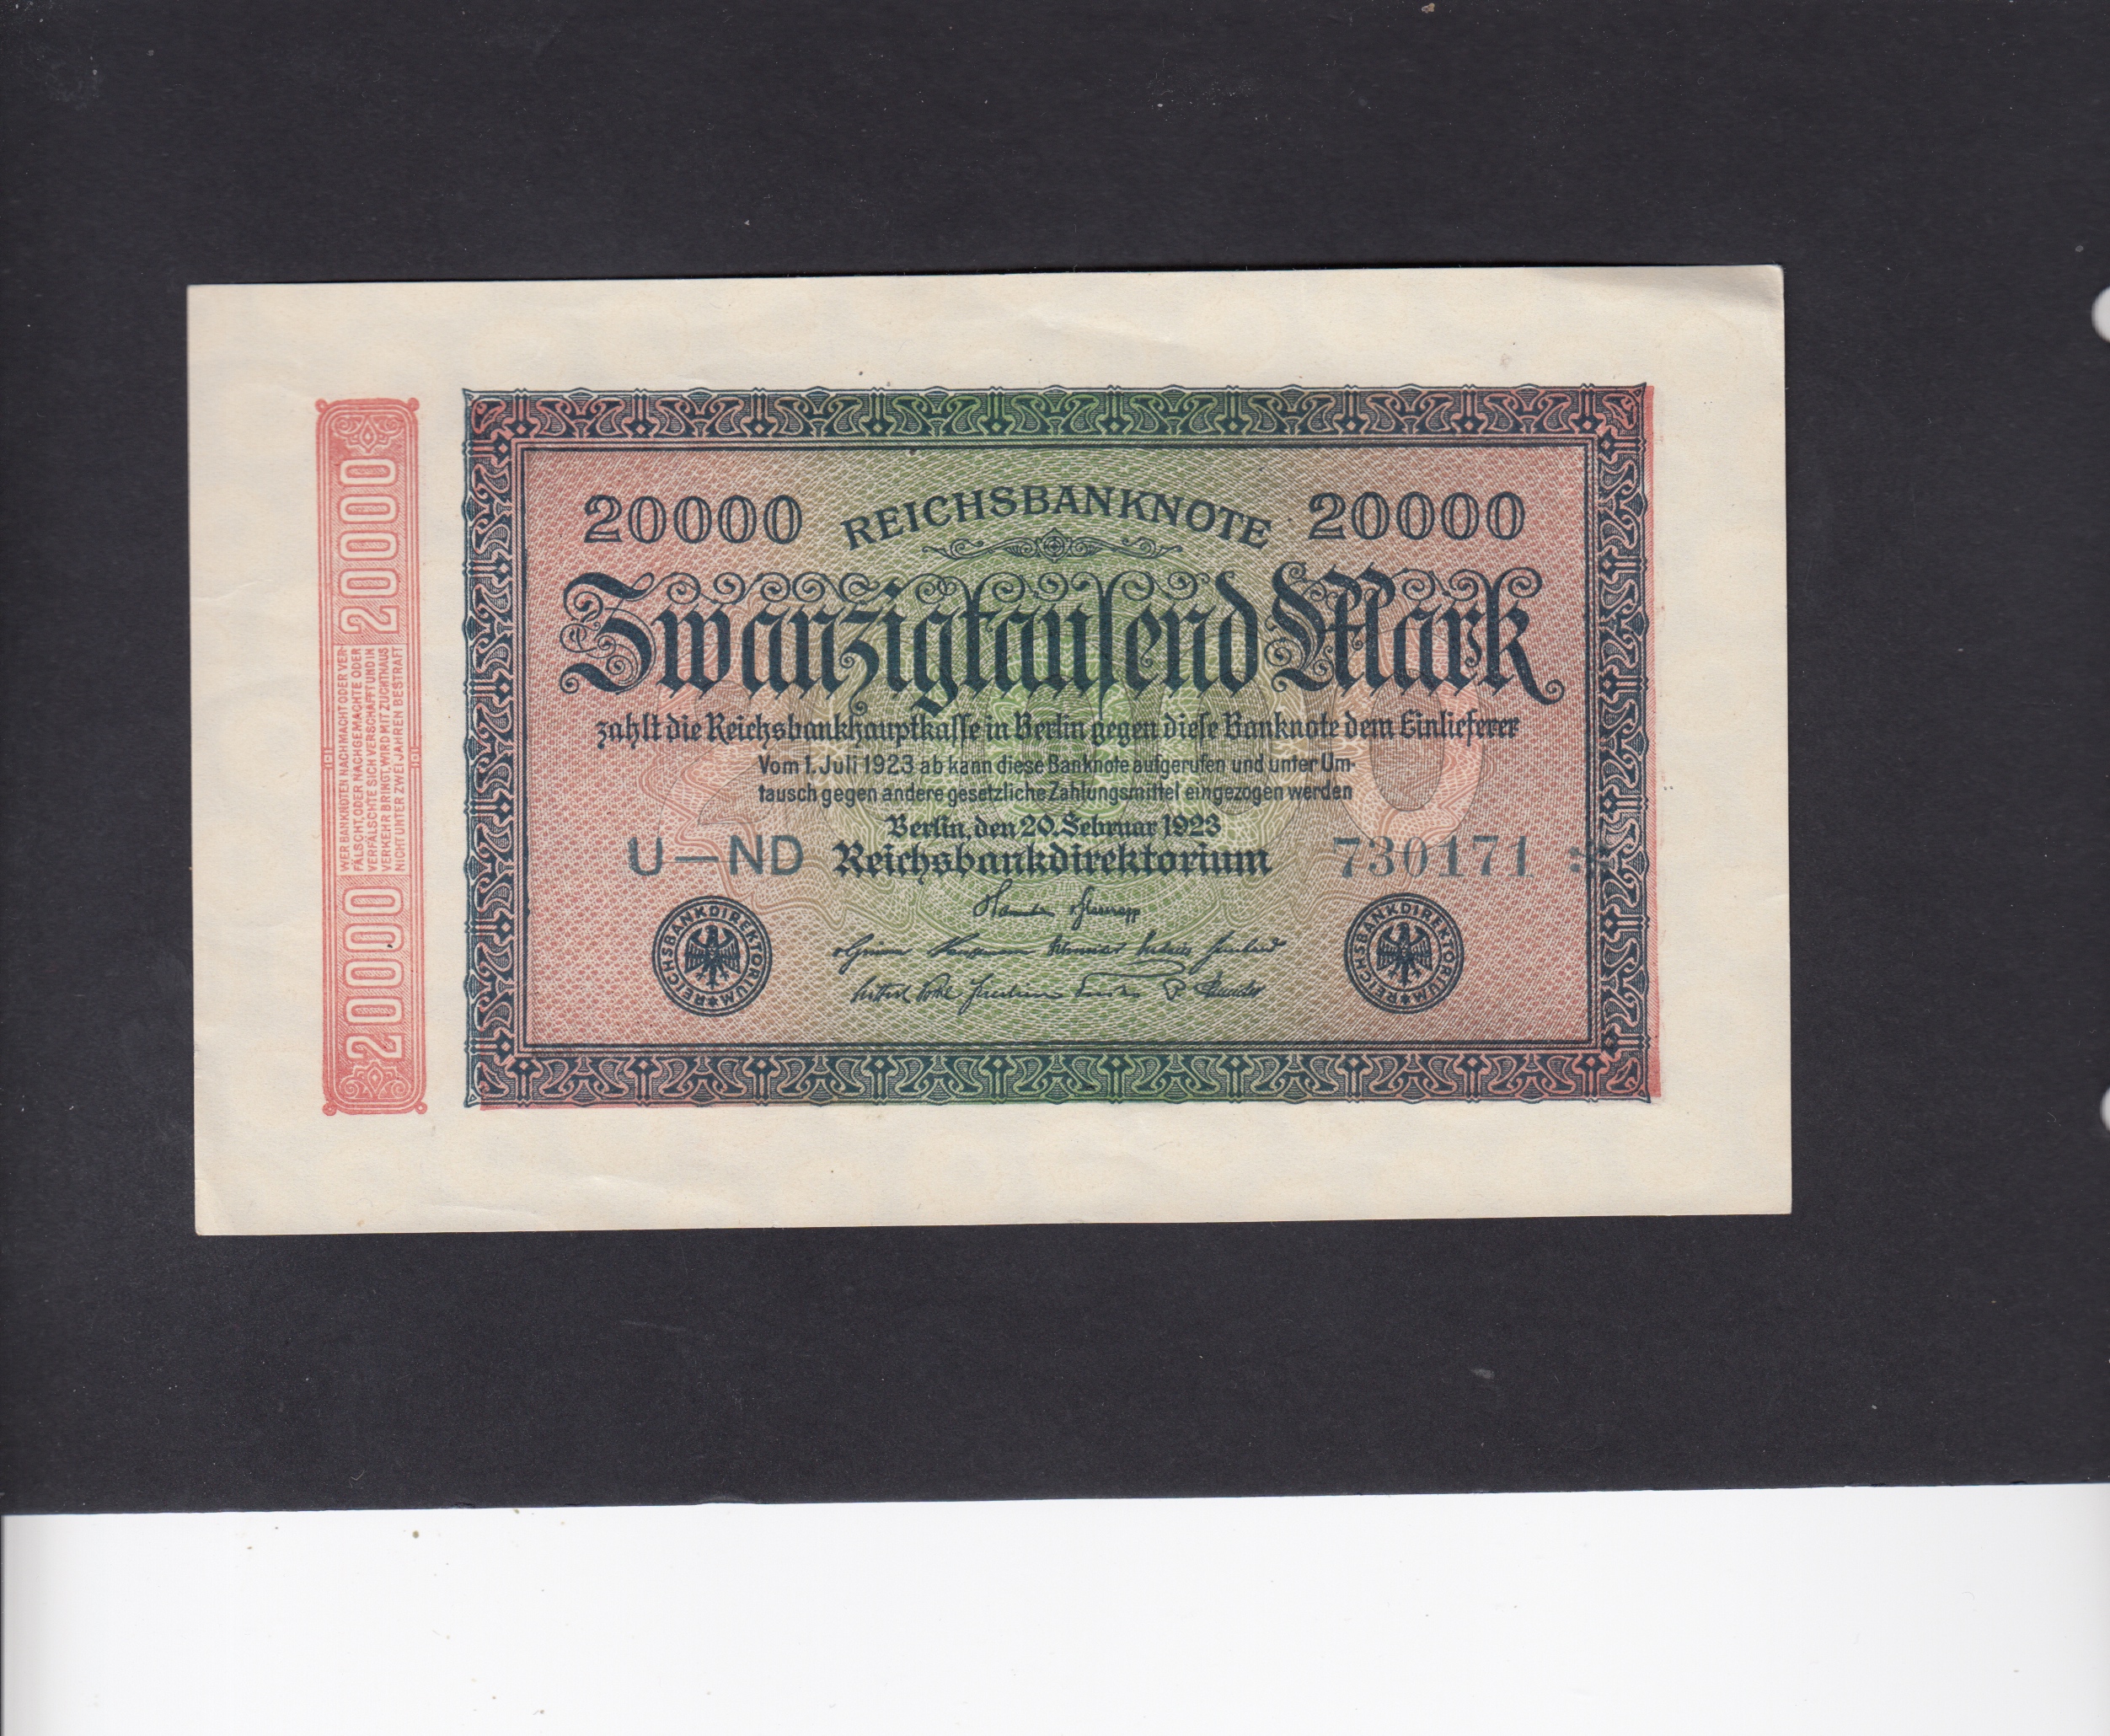 20000
WER BANKNOTEN NACHMACHT ODER VER-
FÄLSCHT, ODER NACHGEMACHTE ODER
VERFÄLSCHTE SICH VERSCHAFFT UND IN
VERKEHR BRINGT, WIRD MIT ZUCHTHAUS
NICHT UNTER ZWEI JAHREN BESTRAFT
20000
20000 REICHSBANKNOTE 20000
Zwanzigtausend Mark
zahlt die Reichsbankhauptkasse in Berlin gegen diese Banknote dem Einlieferer
Vom 1. Juli 1923 ab kann diese Banknote aufgerufen und unter Um-
tausch gegen andere gesetzliche Zahlungsmittel eingezogen werden
Berlin, den 20. Februar 1923
U–ND Reichsbankdirektorium 730171 *
REICHSBANKDIREKTORIUM *
REICHSBANKDIREKTORIUM *